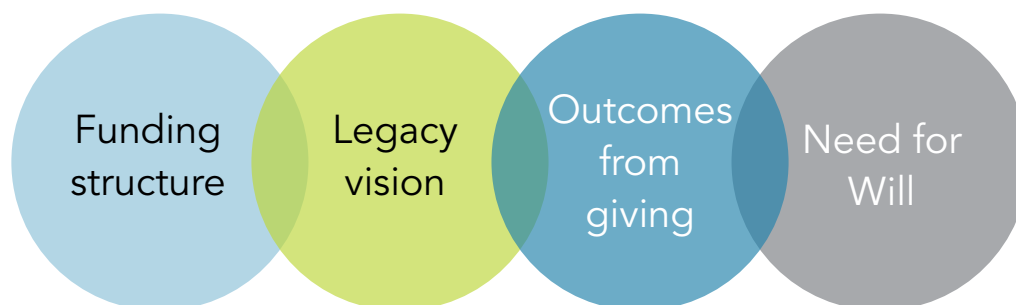 Funding
structure
Legacy
vision
Outcomes
from
giving
Need for
Will